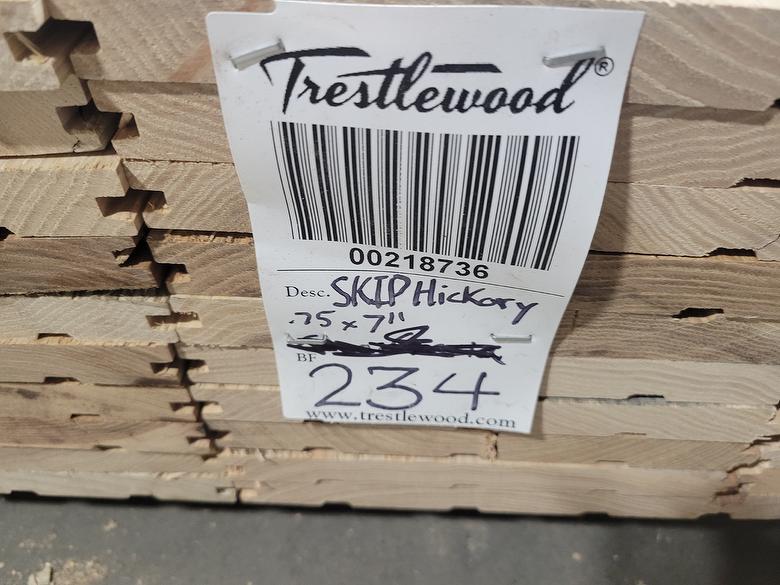 Trestlewood®
00218736
Desc. SKIP Hickory
.75 x 7"
BF
234
www.trestlewood.com